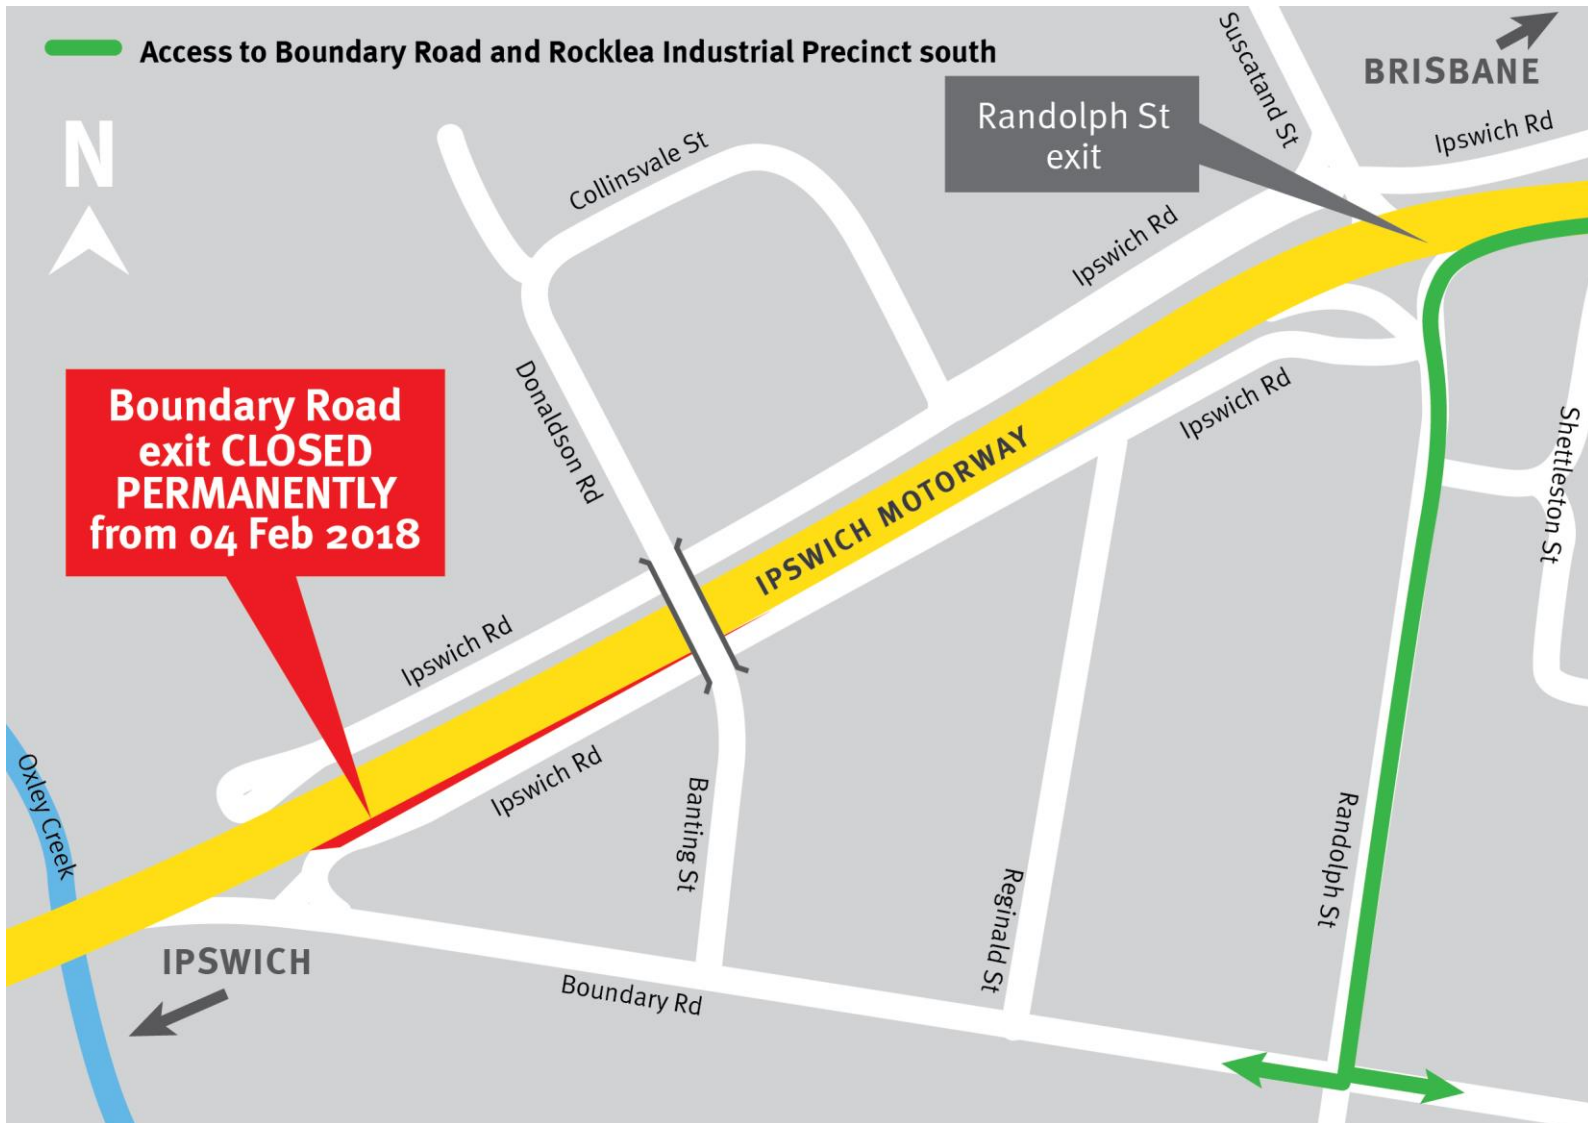 Access to Boundary Road and Rocklea Industrial Precinct south
N
BRISBANE
Suscatand St
Randolph St
exit
Ipswich Rd
Collinsvale St
Ipswich Rd
Boundary Road
exit CLOSED
PERMANENTLY
from 04 Feb 2018
Donaldson Rd
Ipswich Rd
Shettleston St
IPSWICH MOTORWAY
Ipswich Rd
Ipswich Rd
Oxley Creek
Banting St
Reginald St
Randolph St
IPSWICH
Boundary Rd